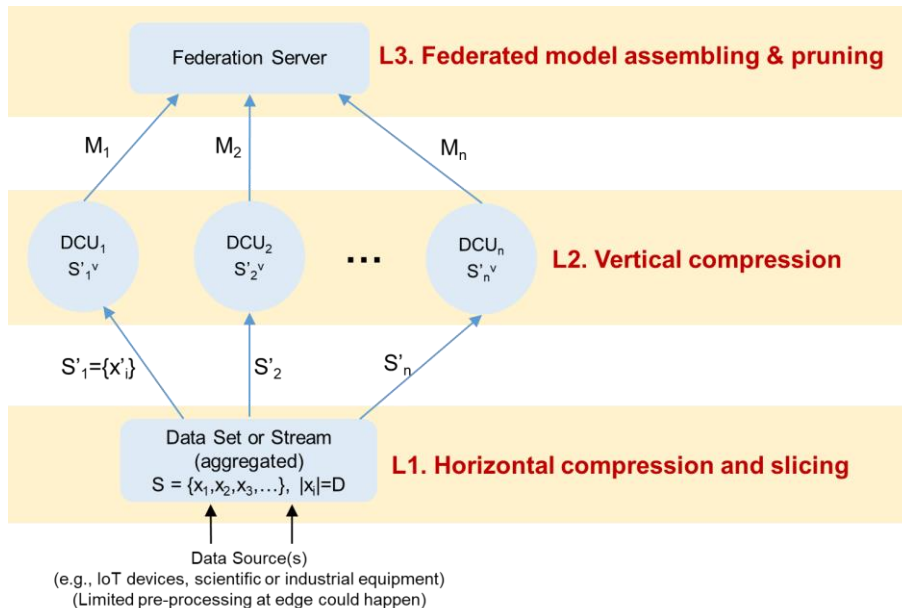 Federation Server
L3. Federated model assembling & pruning
M₁
M₂
Mₙ
DCU₁
S'₁ᵛ
DCU₂
S'₂ᵛ
...
DCUₙ
S'ₙᵛ
L2. Vertical compression
S'₁={x'ᵢ}
S'₂
S'ₙ
Data Set or Stream
(aggregated)
S = {x₁,x₂,x₃,...}, |xᵢ|=D
L1. Horizontal compression and slicing
Data Source(s)
(e.g., IoT devices, scientific or industrial equipment)
(Limited pre-processing at edge could happen)